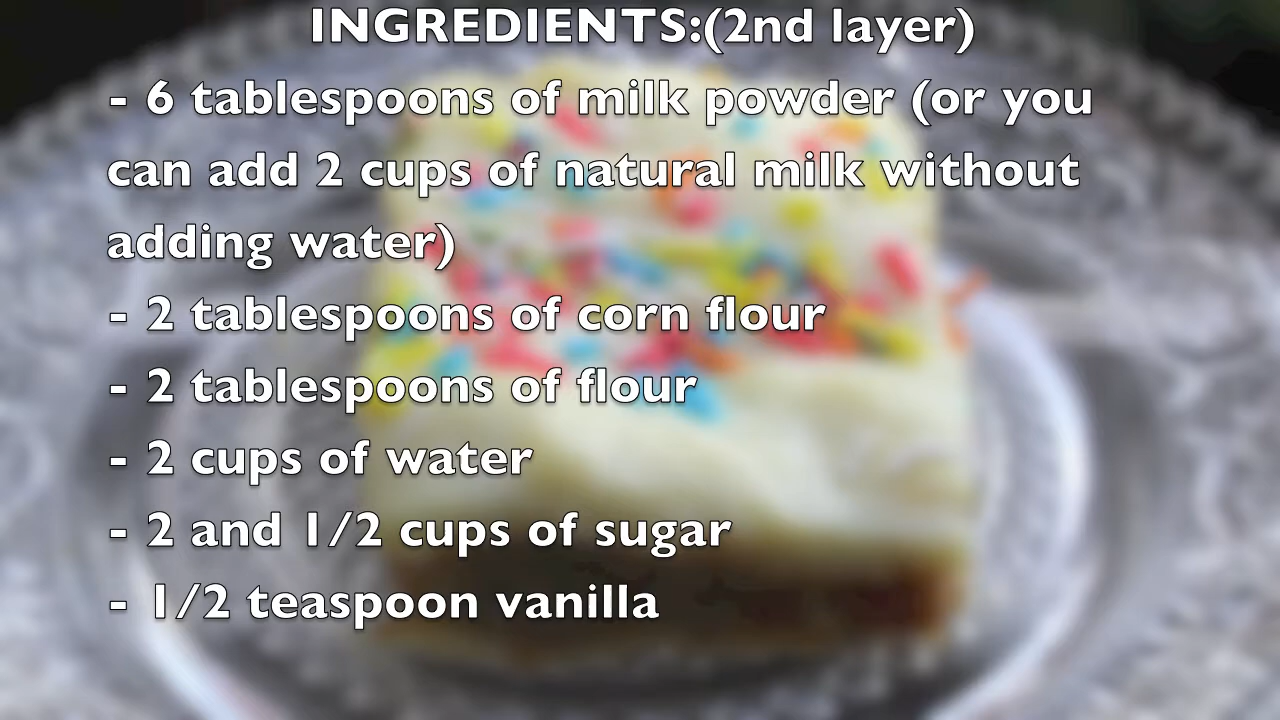 INGREDIENTS:(2nd layer)
- 6 tablespoons of milk powder (or you
can add 2 cups of natural milk without
adding water)
- 2 tablespoons of corn flour
- 2 tablespoons of flour
- 2 cups of water
- 2 and 1/2 cups of sugar
- 1/2 teaspoon vanilla